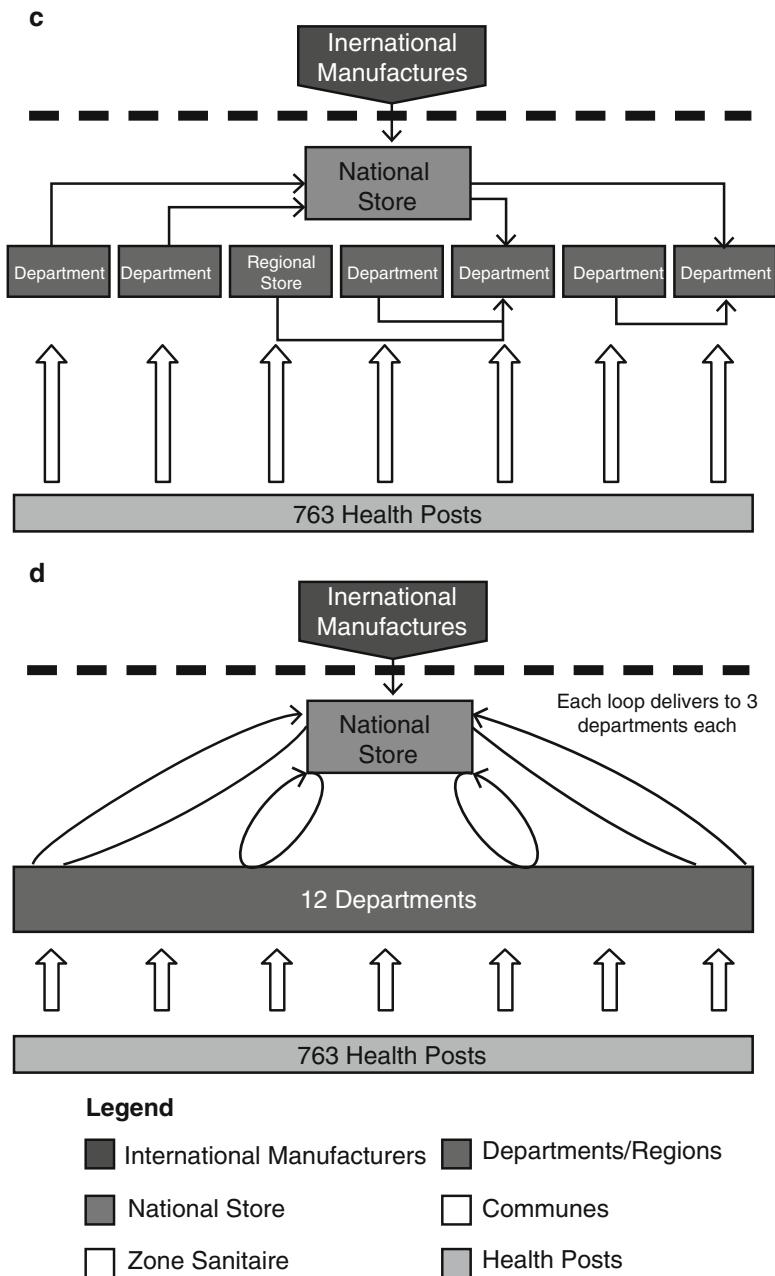 c
Inernational
Manufactures
National
Store
Department
Department
Regional
Store
Department
Department
Department
Department
763 Health Posts
d
Inernational
Manufactures
National
Store
Each loop delivers to 3
departments each
12 Departments
763 Health Posts
Legend
International Manufacturers
Departments/Regions
National Store
Communes
Zone Sanitaire
Health Posts